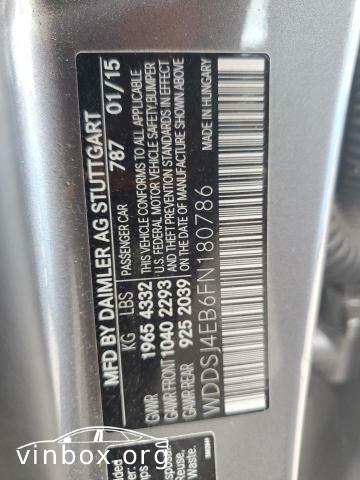 MFD BY DAIMLER AG STUTTGART
787 01/15
KG LBS PASSENGER CAR
GVWR 1965 4332 THIS VEHICLE CONFORMS TO ALL APPLICABLE
U.S. FEDERAL MOTOR VEHICLE SAFETY,BUMPER
GAWR FRONT 1040 2293 AND THEFT PREVENTION STANDARDS IN EFFECT
GAWR REAR 925 2039 ON THE DATE OF MANUFACTURE SHOWN ABOVE
MADE IN HUNGARY
WDDSJ4EB6FN180786
vinbox.org